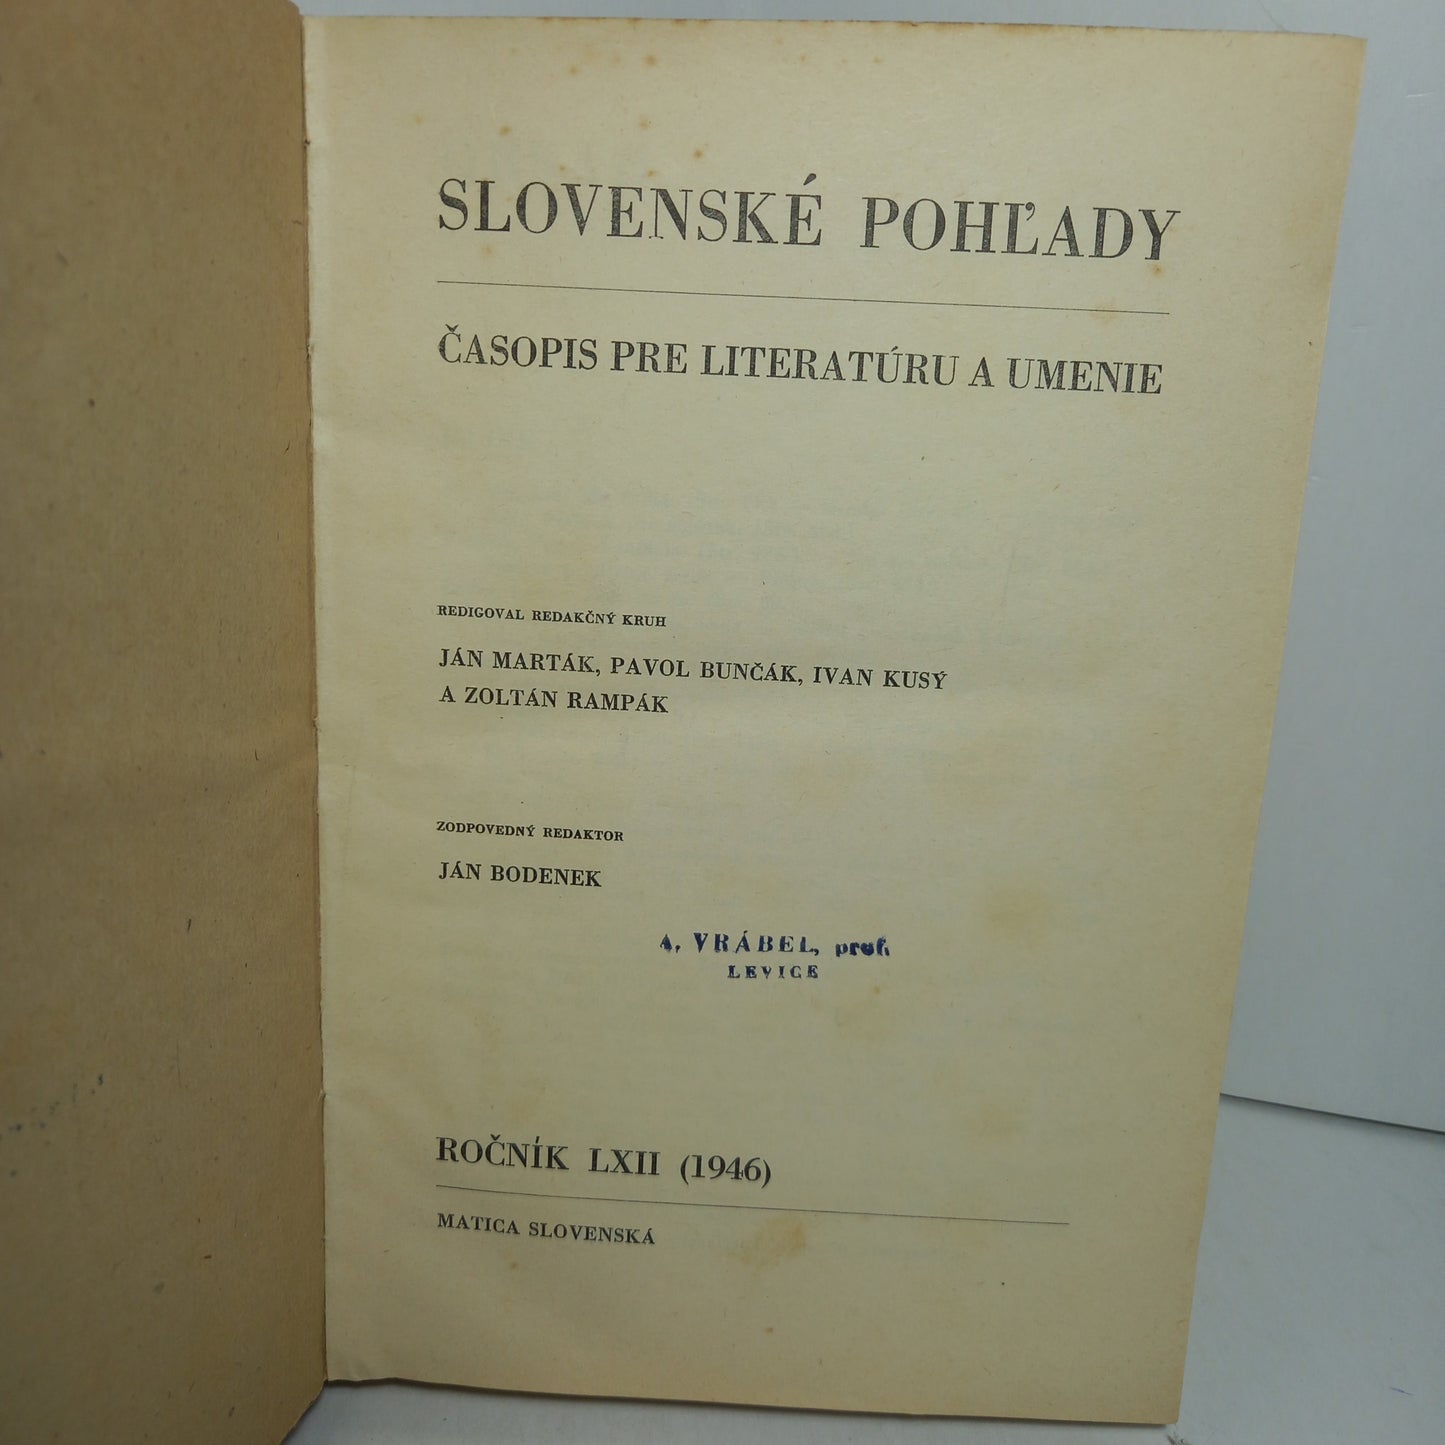 SLOVENSKÉ POHĽADY
ČASOPIS PRE LITERATÚRU A UMENIE
REDIGOVAL REDAKČNÝ KRUH
JÁN MARTÁK, PAVOL BUNČÁK, IVAN KUSÝ
A ZOLTÁN RAMPÁK
ZODPOVEDNÝ REDAKTOR
JÁN BODENEK
A. VRÁBEL, prof.
LEVICE
ROČNÍK LXII (1946)
MATICA SLOVENSKÁ